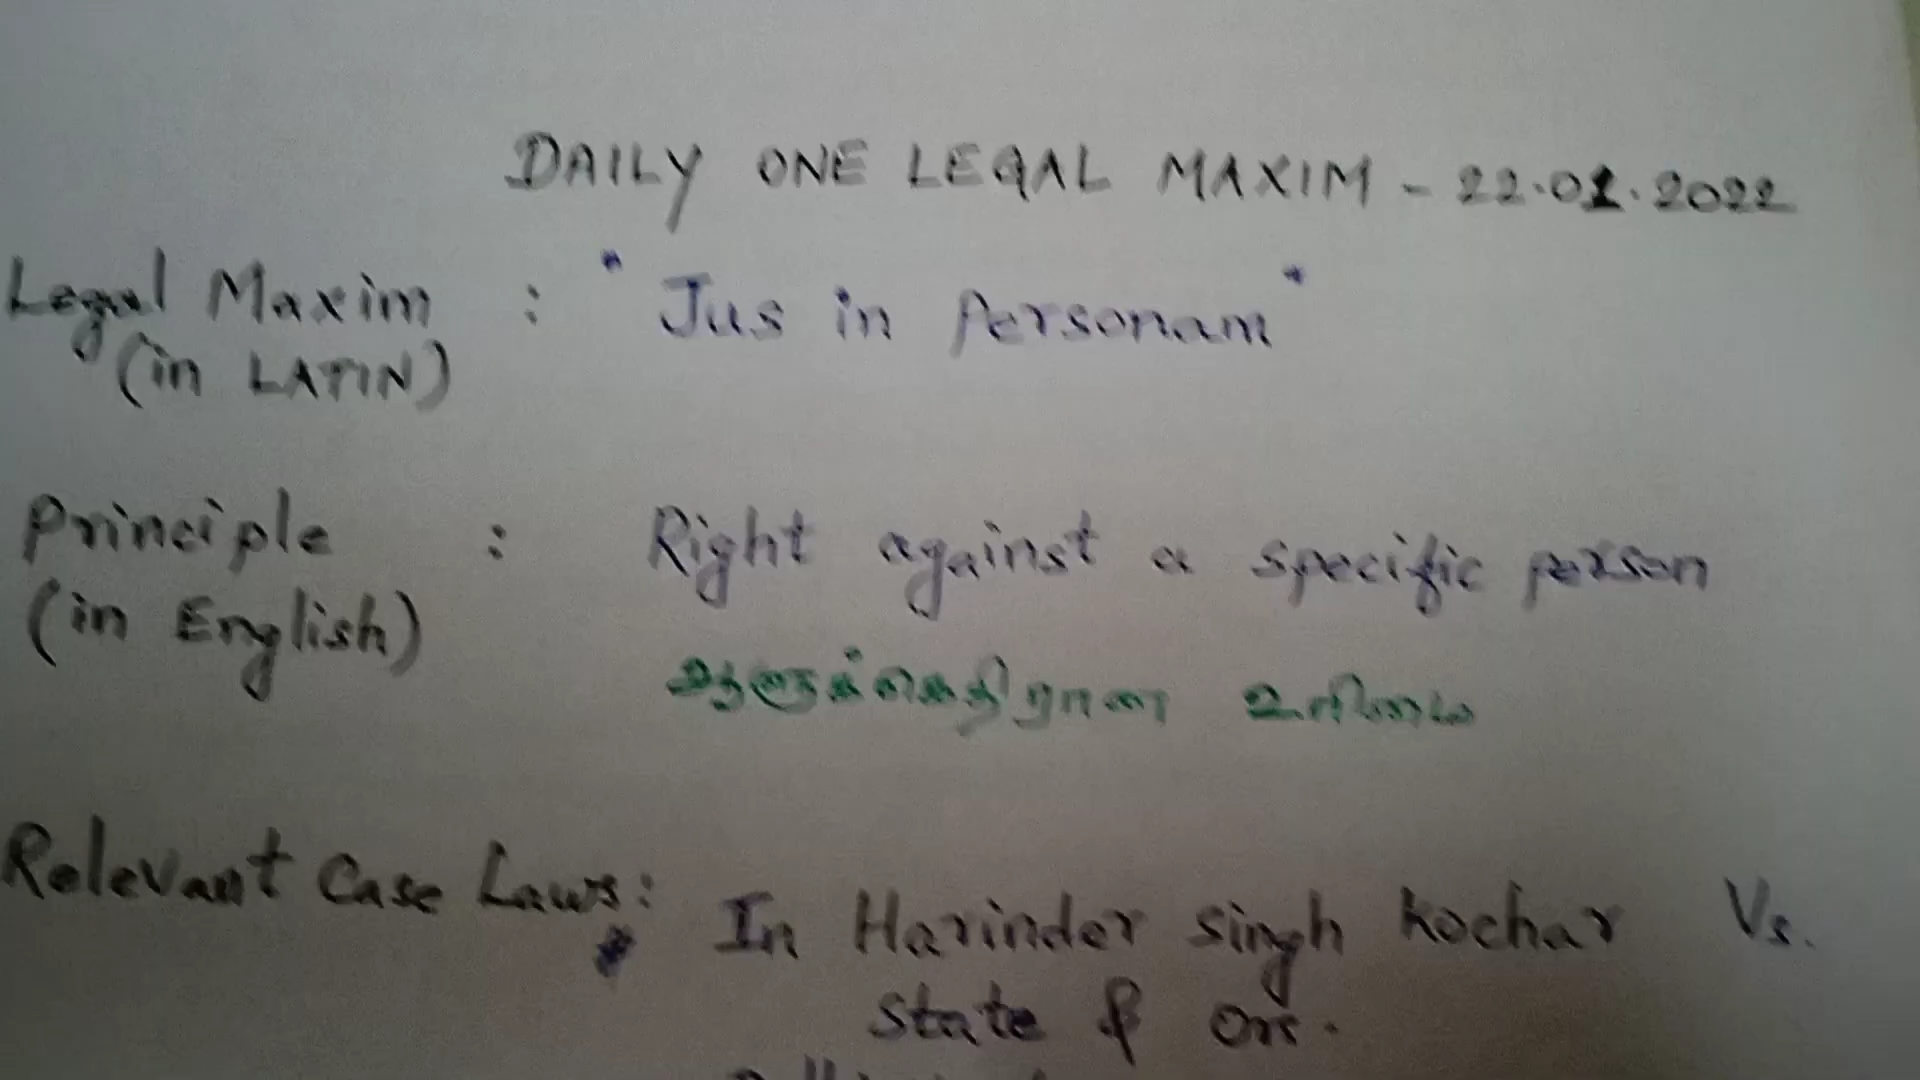 DAILY ONE LEGAL MAXIM - 22.01.2022
Legal Maxim : "Jus in Personam"
(in LATIN)
Principle : Right against a specific person
(in English)
ஆளுக்கெதிரான உரிமை
Relevant Case Laws:
* In Harinder Singh Kochar Vs.
State & Ors.